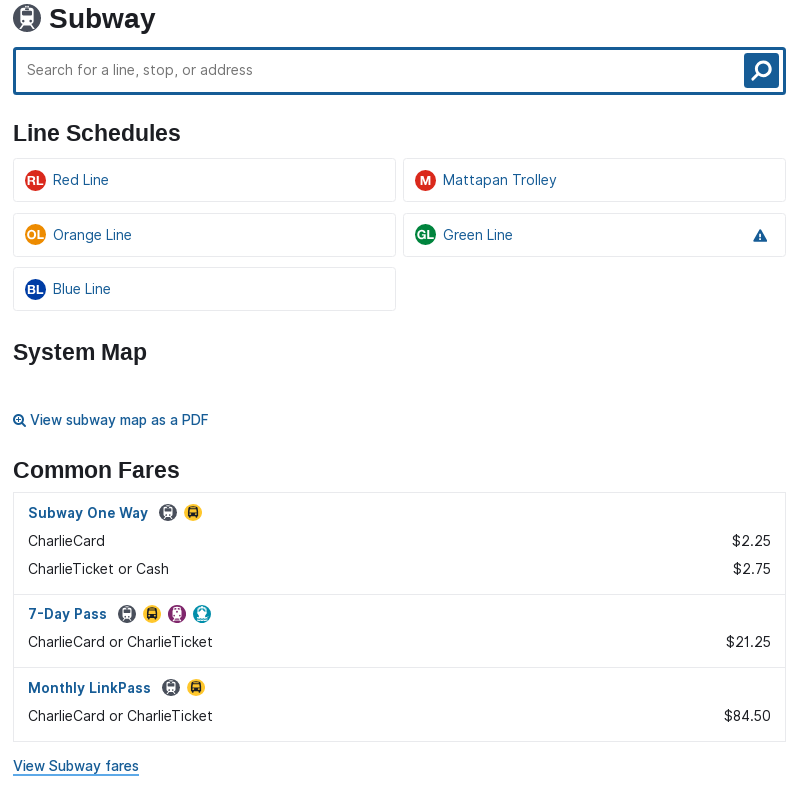 Subway
Search for a line, stop, or address
Line Schedules
RL Red Line
M Mattapan Trolley
OL Orange Line
GL Green Line
BL Blue Line
System Map
View subway map as a PDF
Common Fares
Subway One Way
CharlieCard $2.25
CharlieTicket or Cash $2.75
7-Day Pass
CharlieCard or CharlieTicket $21.25
Monthly LinkPass
CharlieCard or CharlieTicket $84.50
View Subway fares